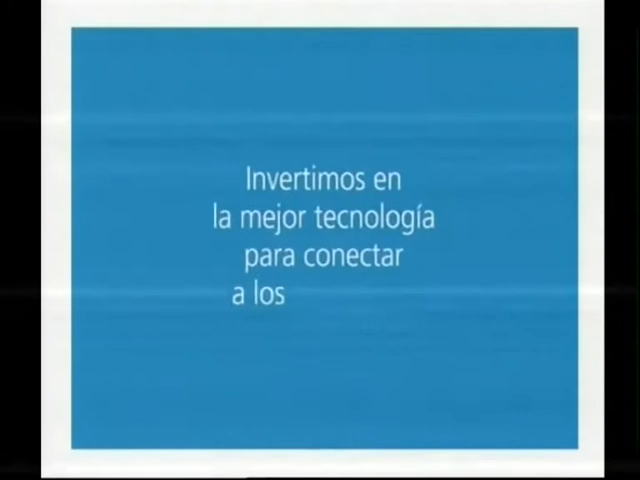 Invertimos en
la mejor tecnología
para conectar
a los